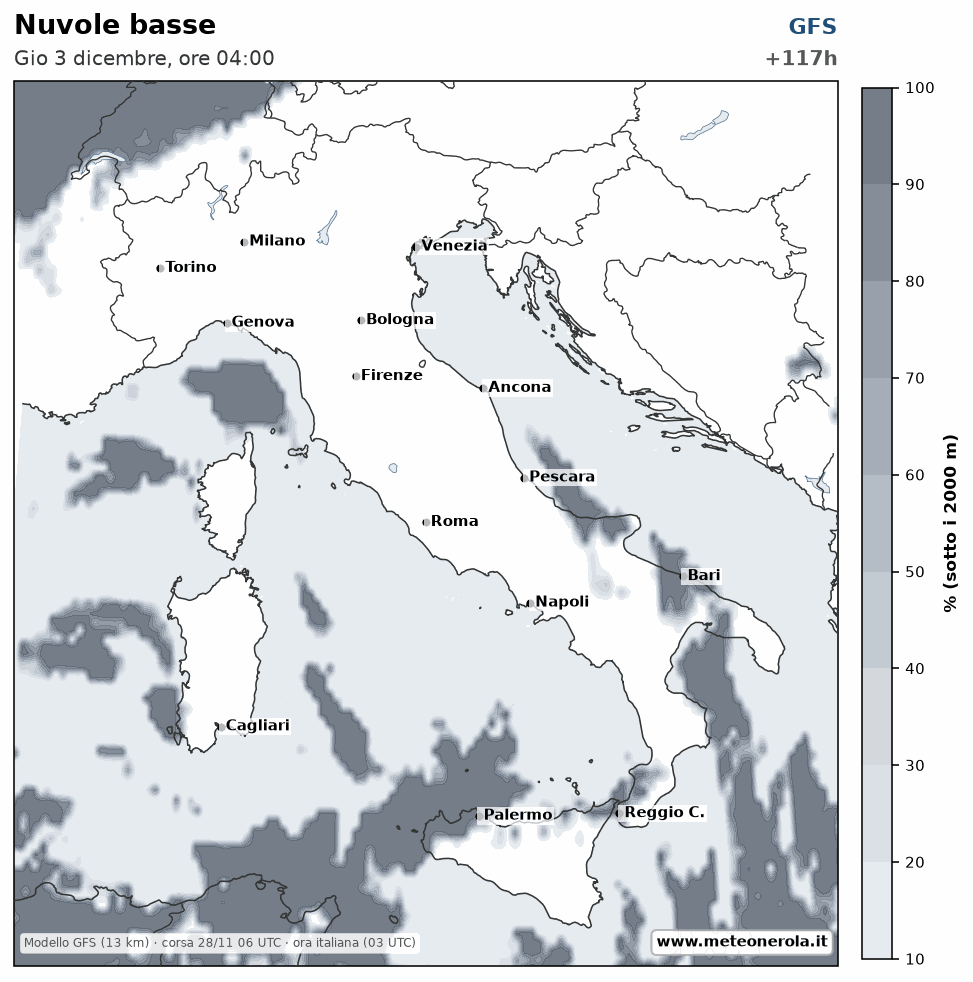 Nuvole basse
GFS
Gio 3 dicembre, ore 04:00
+117h
Milano
Venezia
Torino
Genova
Bologna
Firenze
Ancona
Pescara
Roma
Bari
Napoli
Cagliari
Palermo
Reggio C.
100
90
80
70
60
50
40
30
20
10
% (sotto i 2000 m)
Modello GFS (13 km) · corsa 28/11 06 UTC · ora italiana (03 UTC)
www.meteonerola.it